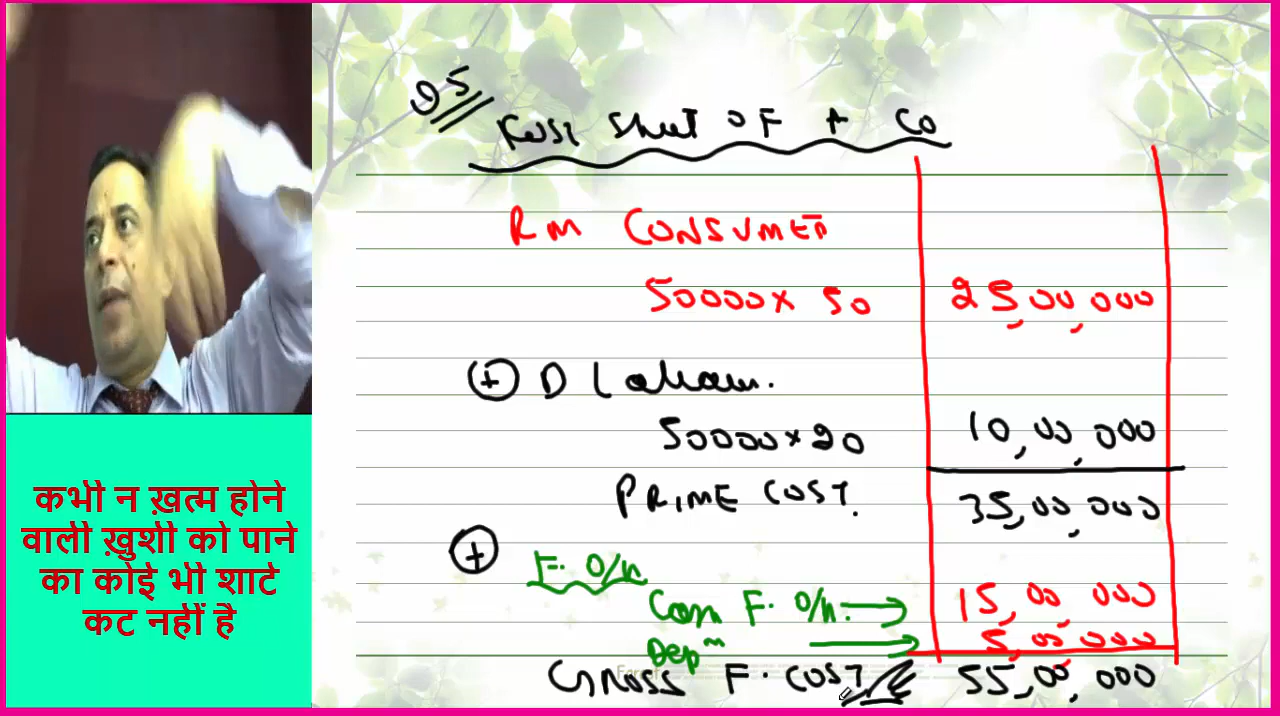 Q 5
Cost Sheet OF A CO
RM CONSUMED
50000 x 50 25,00,000
(+) D Labour.
50000 x 20 10,00,000
PRIME COST. 35,00,000
(+)
F. O/h
Com F. O/h. → 15,00,000
Depⁿ → 5,00,000
GROSS F. COST 55,00,000
कभी न ख़त्म होने
वाली ख़ुशी को पाने
का कोई भी शार्ट
कट नहीं है